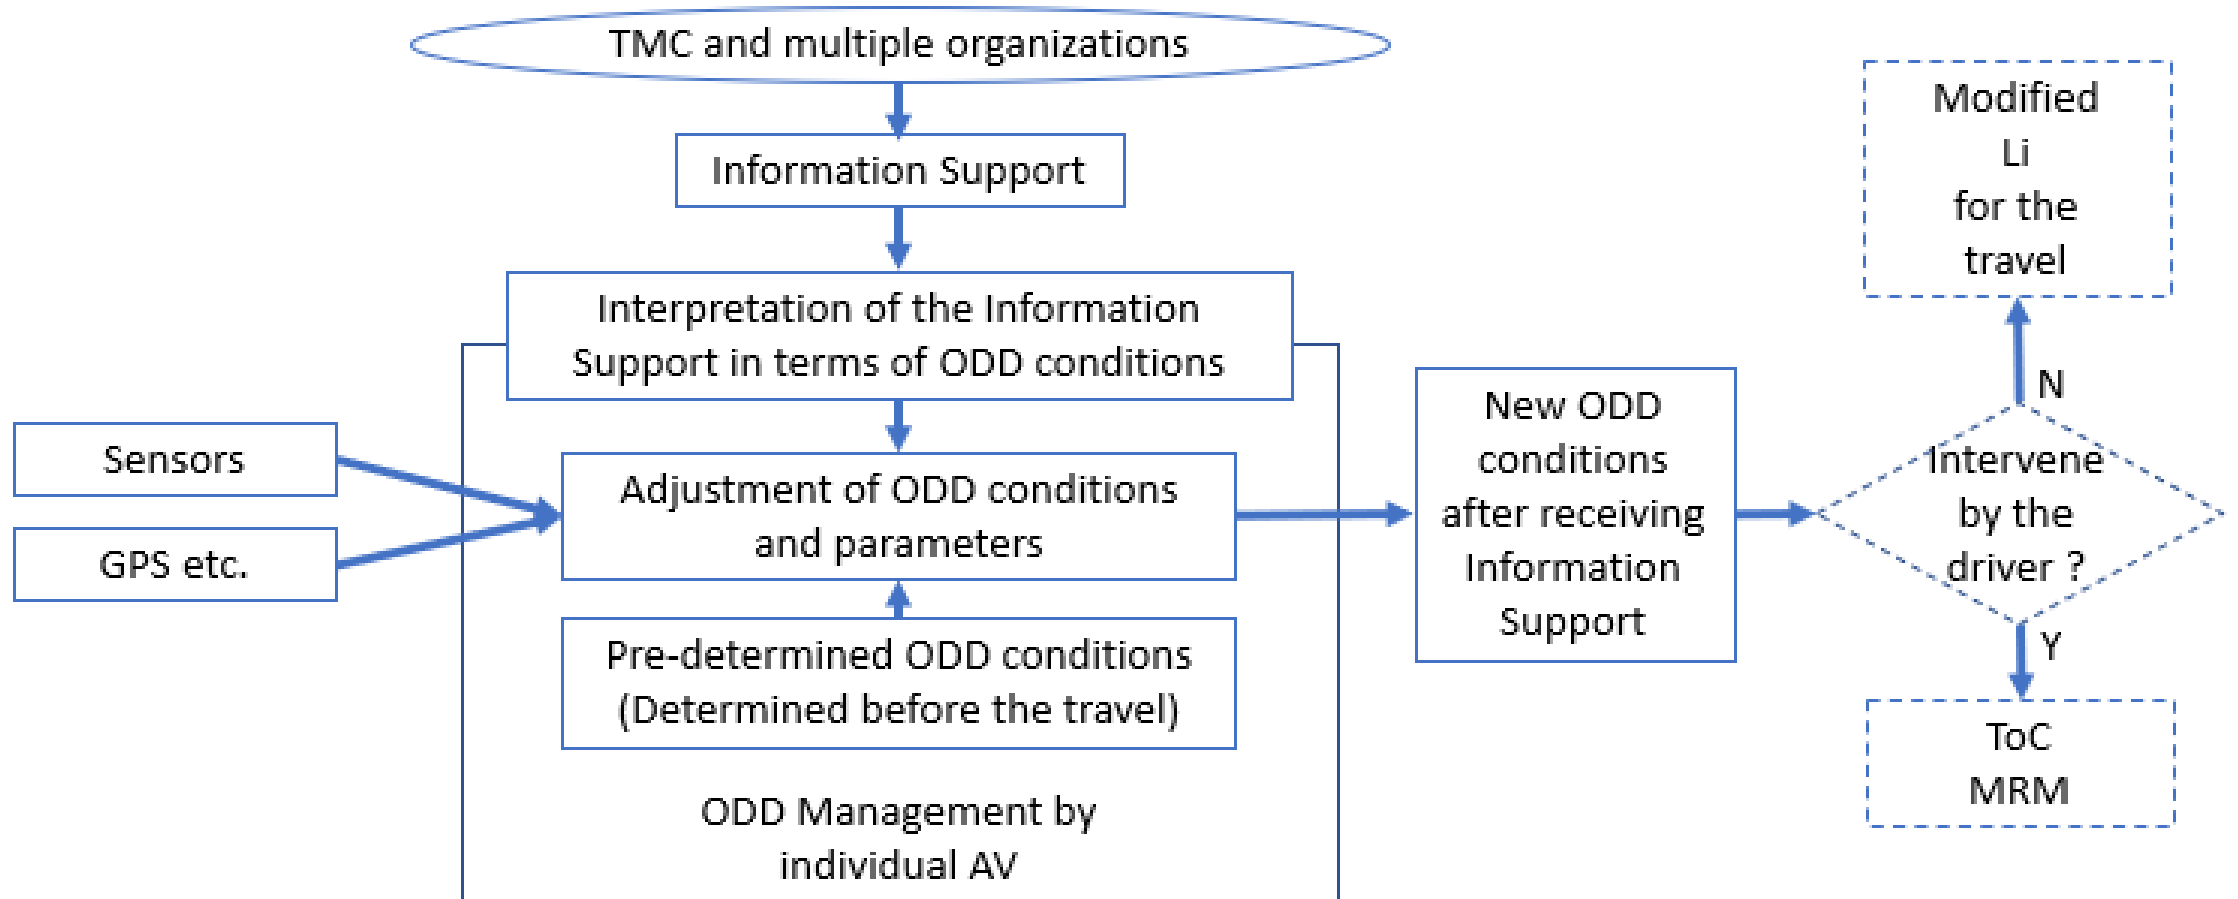 TMC and multiple organizations
Information Support
Interpretation of the Information
Support in terms of ODD conditions
Sensors
GPS etc.
Adjustment of ODD conditions
and parameters
Pre-determined ODD conditions
(Determined before the travel)
ODD Management by
individual AV
New ODD
conditions
after receiving
Information
Support
Modified
Li
for the
travel
N
Intervene
by the
driver ?
Y
ToC
MRM